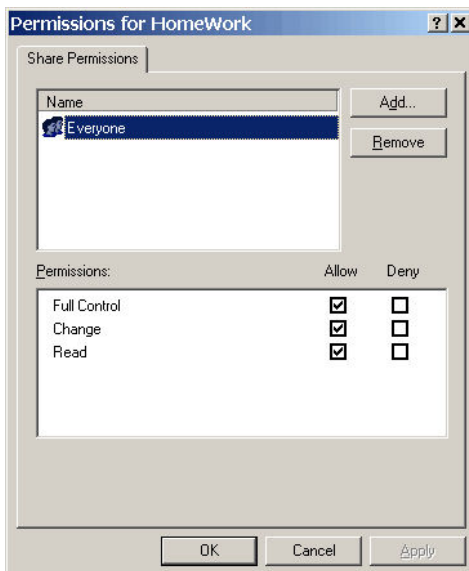 Permissions for HomeWork
Share Permissions
Name
Everyone
Add...
Remove
Permissions: Allow Deny
Full Control
Change
Read
OK Cancel Apply